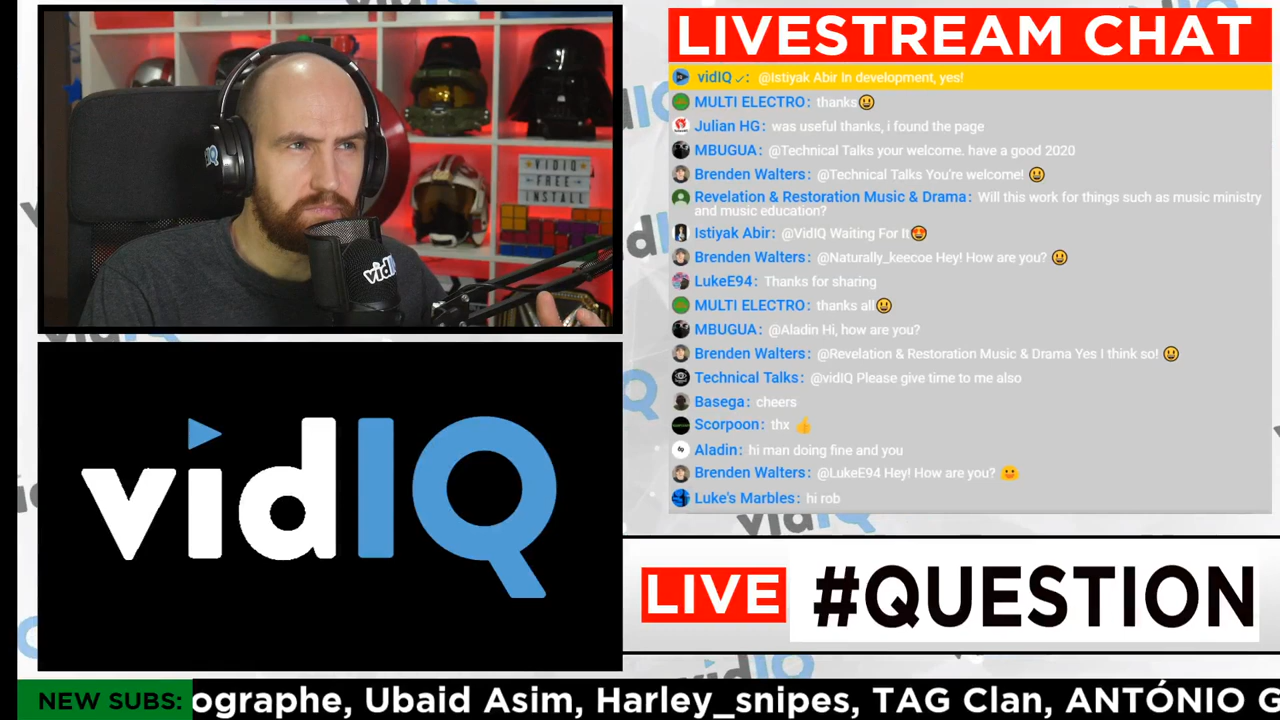 LIVESTREAM CHAT
vidIQ ✓: @Istiyak Abir In development, yes!
MULTI ELECTRO: thanks😃
Julian HG: was useful thanks, i found the page
MBUGUA: @Technical Talks your welcome. have a good 2020
Brenden Walters: @Technical Talks You're welcome! 😃
Revelation & Restoration Music & Drama: Will this work for things such as music ministry
and music education?
Istiyak Abir: @VidIQ Waiting For It🤩
Brenden Walters: @Naturally_keecoe Hey! How are you? 😃
LukeE94: Thanks for sharing
MULTI ELECTRO: thanks all😃
MBUGUA: @Aladin Hi, how are you?
Brenden Walters: @Revelation & Restoration Music & Drama Yes I think so! 😃
Technical Talks: @vidIQ Please give time to me also
Basega: cheers
Scorpoon: thx 👍
Aladin: hi man doing fine and you
Brenden Walters: @LukeE94 Hey! How are you? 🤗
Luke's Marbles: hi rob
VIDIQ
FREE
INSTALL
IQ
vidIQ
vidIQ
LIVE #QUESTION
NEW SUBS: ographe, Ubaid Asim, Harley_snipes, TAG Clan, ANTÓNIO G